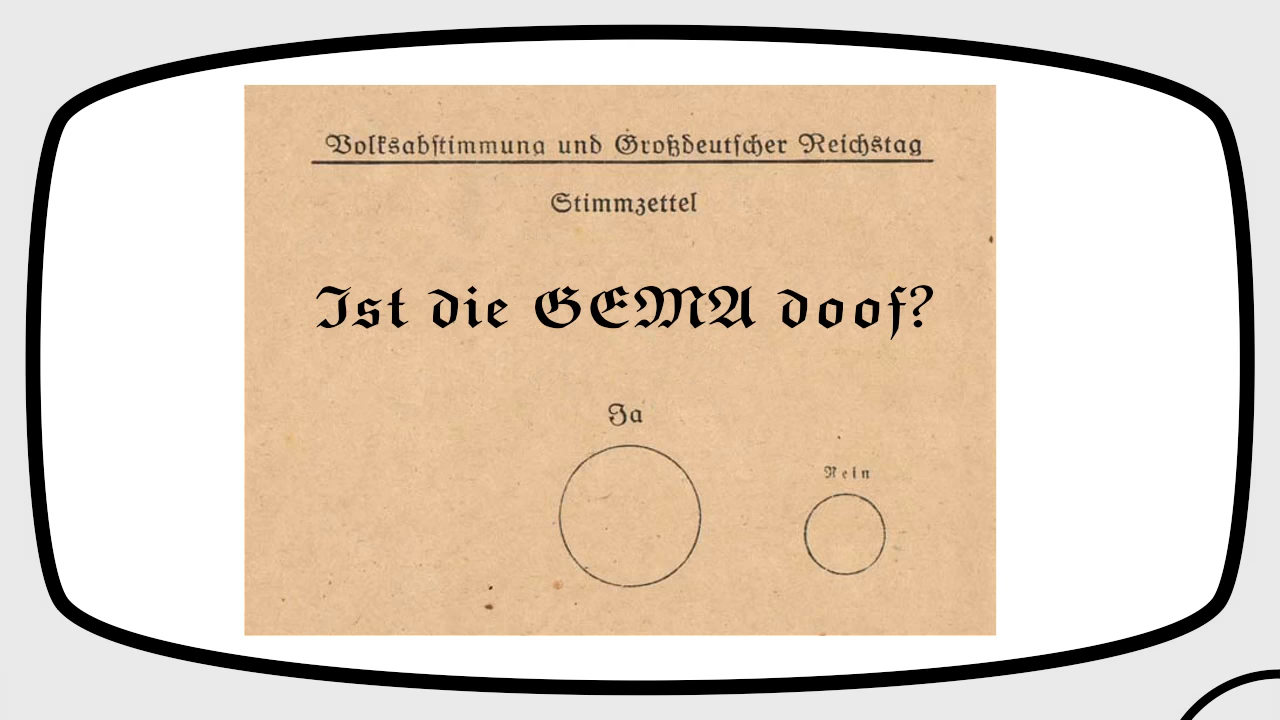 Volksabstimmung und Großdeutscher Reichstag
Stimmzettel
Ist die GEMA doof?
Ja
Nein